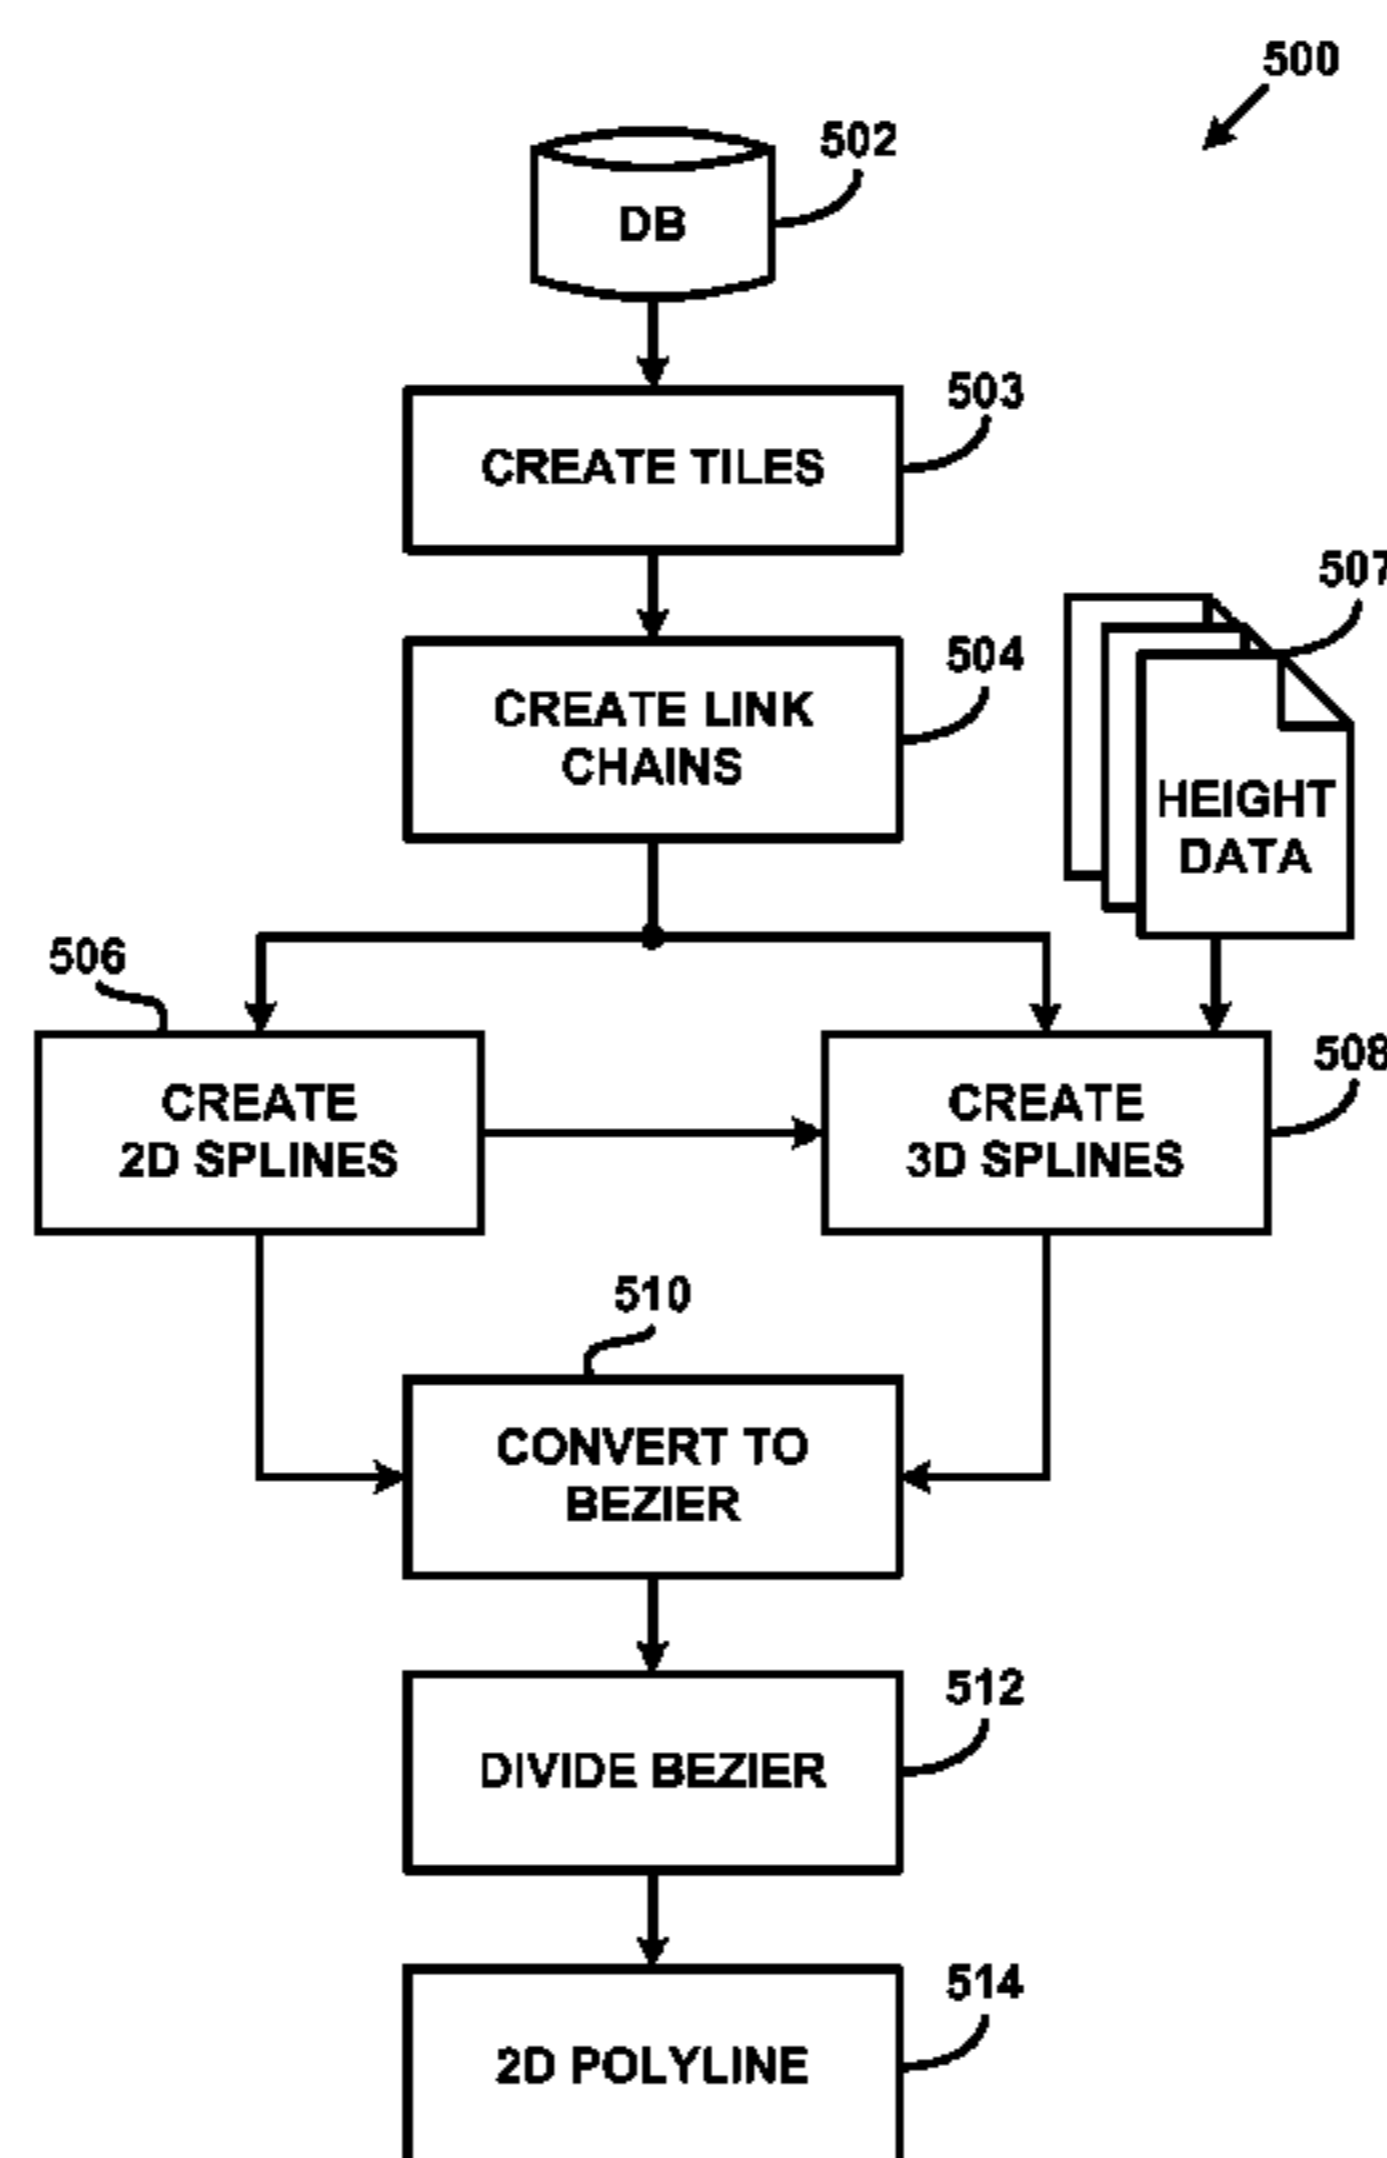 500
502
DB
503
CREATE TILES
504
CREATE LINK
CHAINS
507
HEIGHT
DATA
506
CREATE
2D SPLINES
508
CREATE
3D SPLINES
510
CONVERT TO
BEZIER
512
DIVIDE BEZIER
514
2D POLYLINE